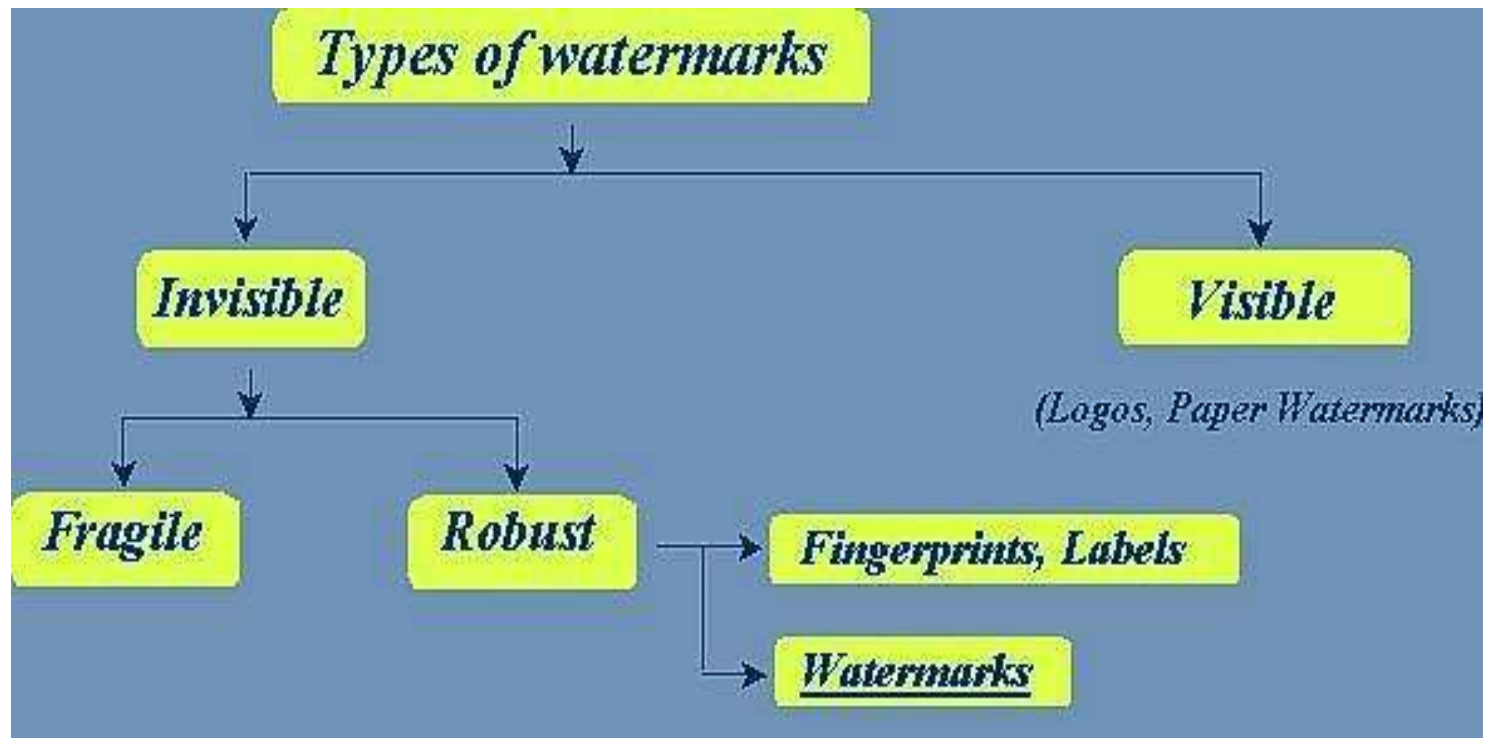 Types of watermarks
Invisible
Visible
(Logos, Paper Watermarks)
Fragile
Robust
Fingerprints, Labels
Watermarks